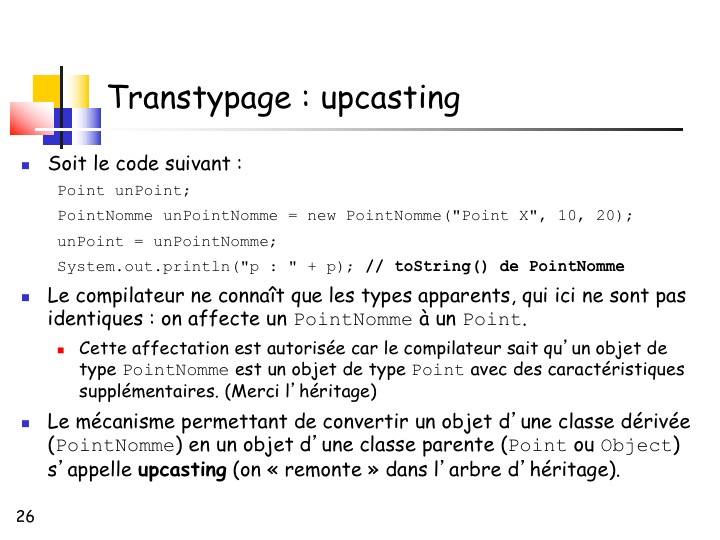 Transtypage : upcasting
Soit le code suivant :
Point unPoint;
PointNomme unPointNomme = new PointNomme("Point X", 10, 20);
unPoint = unPointNomme;
System.out.println("p : " + p); // toString() de PointNomme
Le compilateur ne connaît que les types apparents, qui ici ne sont pas
identiques : on affecte un PointNomme à un Point.
Cette affectation est autorisée car le compilateur sait qu’un objet de
type PointNomme est un objet de type Point avec des caractéristiques
supplémentaires. (Merci l’héritage)
Le mécanisme permettant de convertir un objet d’une classe dérivée
(PointNomme) en un objet d’une classe parente (Point ou Object)
s’appelle upcasting (on « remonte » dans l’arbre d’héritage).
26